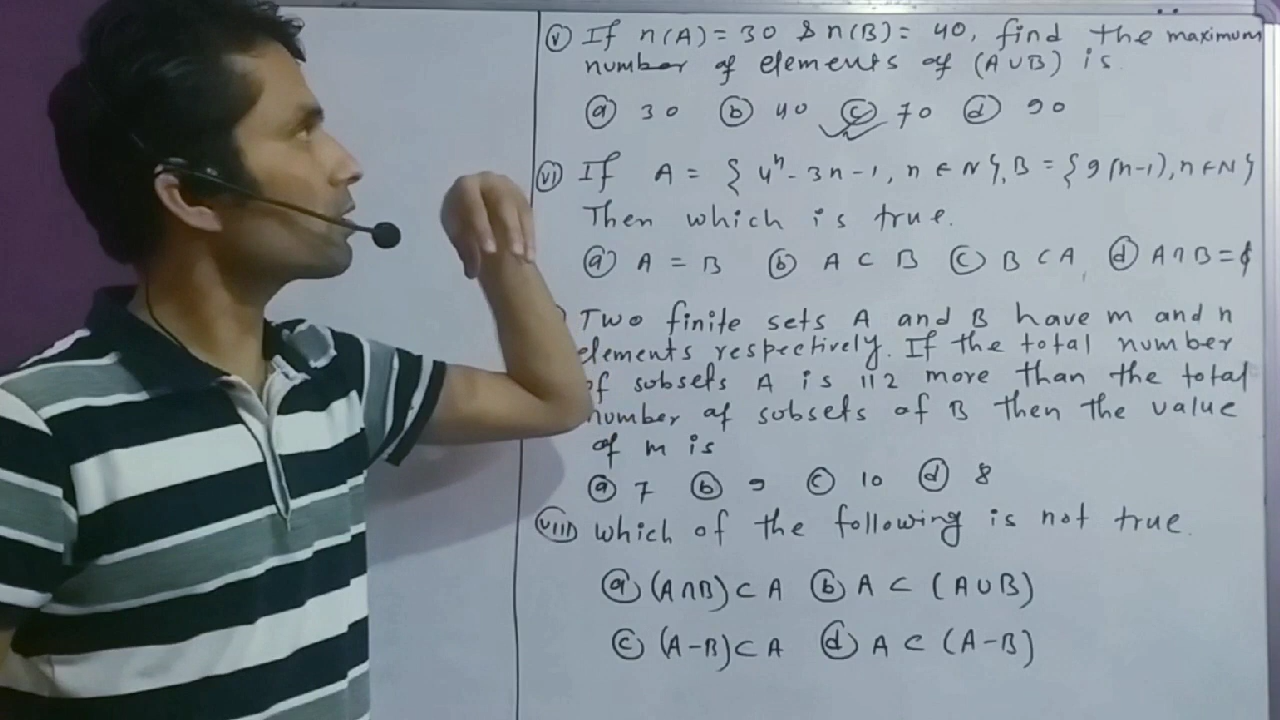 (v) If n(A) = 30 & n(B) = 40, find the maximum
number of elements of (A∪B) is
(a) 30 (b) 40 (c) 70 (d) 90
(vi) If A = {4ⁿ-3n-1, n∈N}, B = {9(n-1), n∈N}
Then which is true.
(a) A = B (b) A ⊂ B (c) B ⊂ A (d) A∩B = ϕ
) Two finite sets A and B have m and n
elements respectively. If the total number
of subsets A is 112 more than the total
number of subsets of B then the value
of m is
(a) 7 (b) 9 (c) 10 (d) 8
(viii) which of the following is not true.
(a) (A∩B) ⊂ A (b) A ⊂ (A∪B)
(c) (A-B) ⊂ A (d) A ⊂ (A-B)